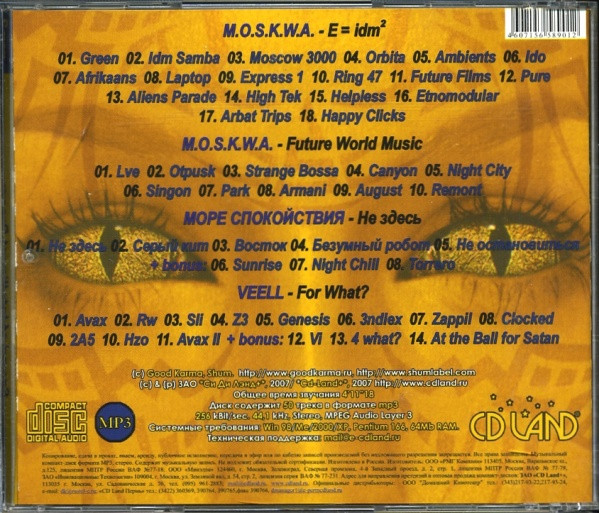 4607156589012
M.O.S.K.W.A. - E = idm²
01. Green 02. Idm Samba 03. Moscow 3000 04. Orbita 05. Ambients 06. Ido
07. Afrikaans 08. Laptop 09. Express 1 10. Ring 47 11. Future Films 12. Pure
13. Aliens Parade 14. High Tek 15. Helpless 16. Etnomodular
17. Arbat Trips 18. Happy Clicks
M.O.S.K.W.A. - Future World Music
01. Lve 02. Otpusk 03. Strange Bossa 04. Canyon 05. Night City
06. Singon 07. Park 08. Armani 09. August 10. Remont
МОРЕ СПОКОЙСТВИЯ - Не здесь
01. Не здесь 02. Серый кит 03. Восток 04. Безумный робот 05. Не остановиться
+ bonus: 06. Sunrise 07. Night Chill 08. Torrero
VEELL - For What?
01. Avax 02. Rw 03. Sli 04. Z3 05. Genesis 06. 3ndlex 07. Zappil 08. Clocked
09. 2A5 10. Hzo 11. Avax II + bonus: 12. Vi 13. 4 what? 14. At the Ball for Satan
(c) Good Karma, Shum. http://www.goodkarma.ru, http://www.shumlabel.com
(c) & (p) ЗАО "Си Ди Лэнд+", 2007/ "Cd-Land+", 2007 http://www.cdland.ru
Общее время звучания 4*11*18
Диск содержит 50 трека в формате mp3
256 kBit/sec, 44,1 kHz-Stereo, MPEG Audio Layer 3
Системные требования: Win 98/Me/2000/XP, Pentium 166, 64Mb RAM.
Техническая поддержка: mail@e-cdland.ru
COMPACT
disc
DIGITAL AUDIO
MP3
CD LAND